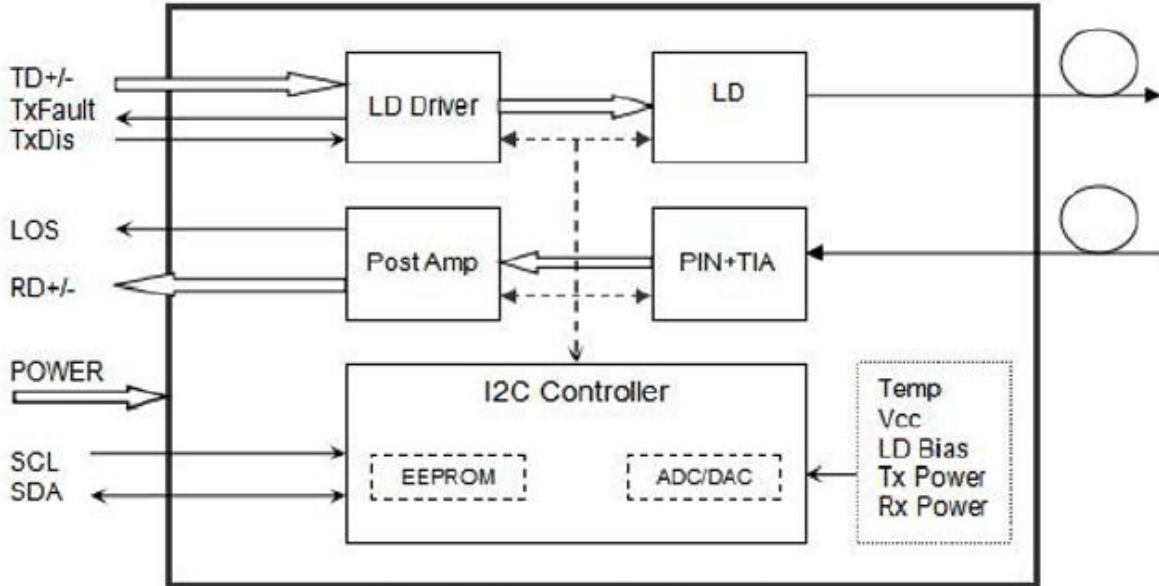 TD+/-
TxFault
TxDis
LD Driver
LD
LOS
RD+/-
Post Amp
PIN+TIA
POWER
SCL
SDA
I2C Controller
EEPROM
ADC/DAC
Temp
Vcc
LD Bias
Tx Power
Rx Power